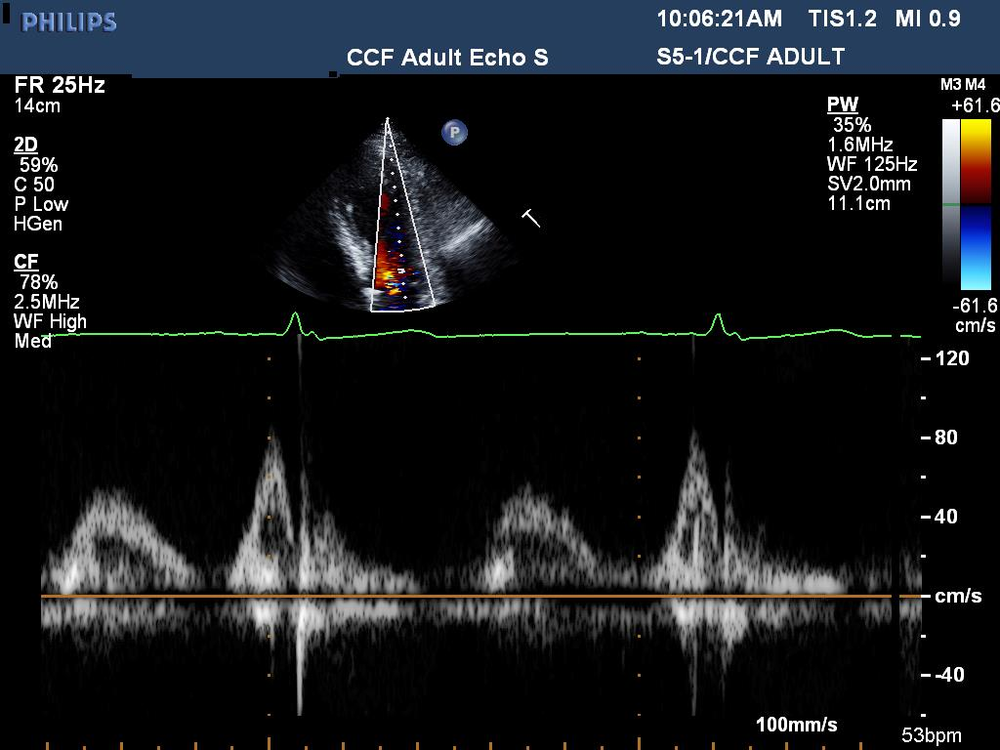 PHILIPS
10:06:21AM TIS1.2 MI 0.9
CCF Adult Echo S
S5-1/CCF ADULT
FR 25Hz
14cm
2D
59%
C 50
P Low
HGen
CF
78%
2.5MHz
WF High
Med
P
PW
35%
1.6MHz
WF 125Hz
SV2.0mm
11.1cm
M3 M4
+61.6
-61.6
cm/s
120
80
40
cm/s
-40
100mm/s
53bpm